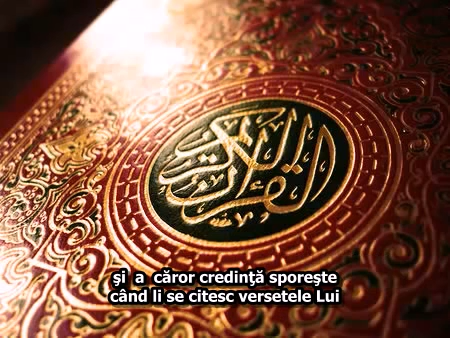 القرآن الكريم
şi a căror credinţă sporeşte
când li se citesc versetele Lui